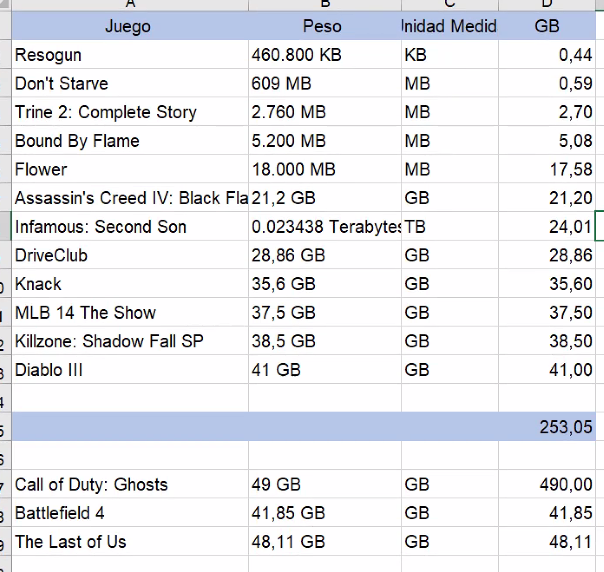 A B C D
Juego Peso Unidad Medid GB
Resogun 460.800 KB KB 0,44
Don't Starve 609 MB MB 0,59
Trine 2: Complete Story 2.760 MB MB 2,70
Bound By Flame 5.200 MB MB 5,08
Flower 18.000 MB MB 17,58
Assassin's Creed IV: Black Fla 21,2 GB GB 21,20
Infamous: Second Son 0.023438 Terabytes TB 24,01
DriveClub 28,86 GB GB 28,86
Knack 35,6 GB GB 35,60
MLB 14 The Show 37,5 GB GB 37,50
Killzone: Shadow Fall SP 38,5 GB GB 38,50
Diablo III 41 GB GB 41,00
253,05
Call of Duty: Ghosts 49 GB GB 490,00
Battlefield 4 41,85 GB GB 41,85
The Last of Us 48,11 GB GB 48,11